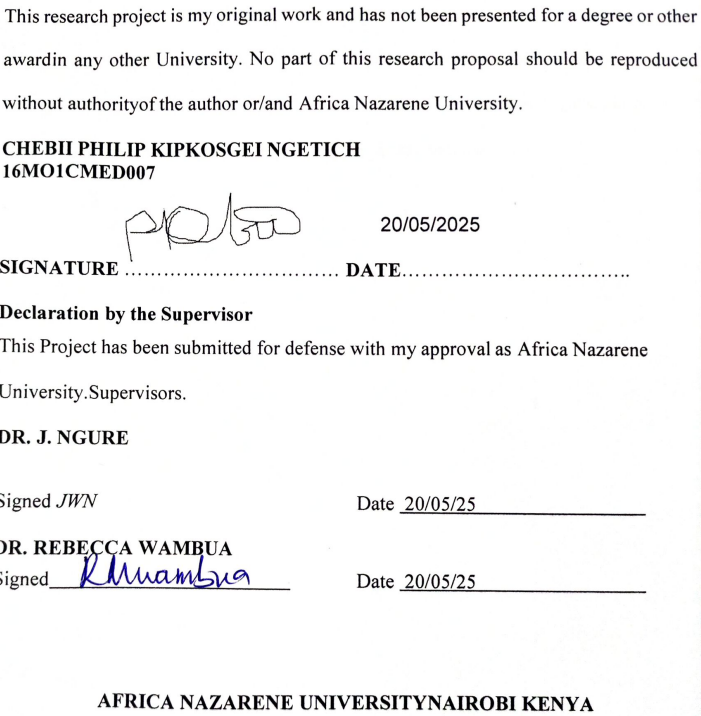 This research project is my original work and has not been presented for a degree or other
awardin any other University. No part of this research proposal should be reproduced
without authorityof the author or/and Africa Nazarene University.
CHEBII PHILIP KIPKOSGEI NGETICH
16MO1CMED007
20/05/2025
SIGNATURE ................................. DATE...................................
Declaration by the Supervisor
This Project has been submitted for defense with my approval as Africa Nazarene
University.Supervisors.
DR. J. NGURE
Signed JWN Date 20/05/25
DR. REBECCA WAMBUA
Signed RMwambua Date 20/05/25
AFRICA NAZARENE UNIVERSITYNAIROBI KENYA